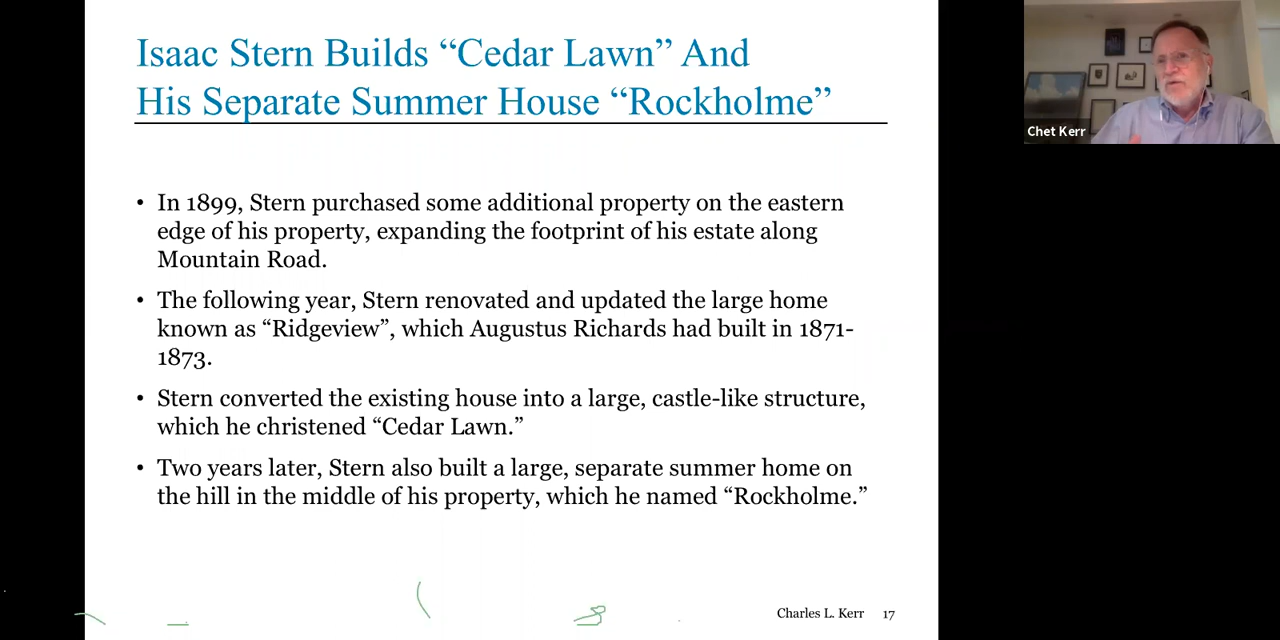 Isaac Stern Builds “Cedar Lawn” And
His Separate Summer House “Rockholme”
Chet Kerr
• In 1899, Stern purchased some additional property on the eastern
edge of his property, expanding the footprint of his estate along
Mountain Road.
• The following year, Stern renovated and updated the large home
known as “Ridgeview”, which Augustus Richards had built in 1871-
1873.
• Stern converted the existing house into a large, castle-like structure,
which he christened “Cedar Lawn.”
• Two years later, Stern also built a large, separate summer home on
the hill in the middle of his property, which he named “Rockholme.”
Charles L. Kerr 17